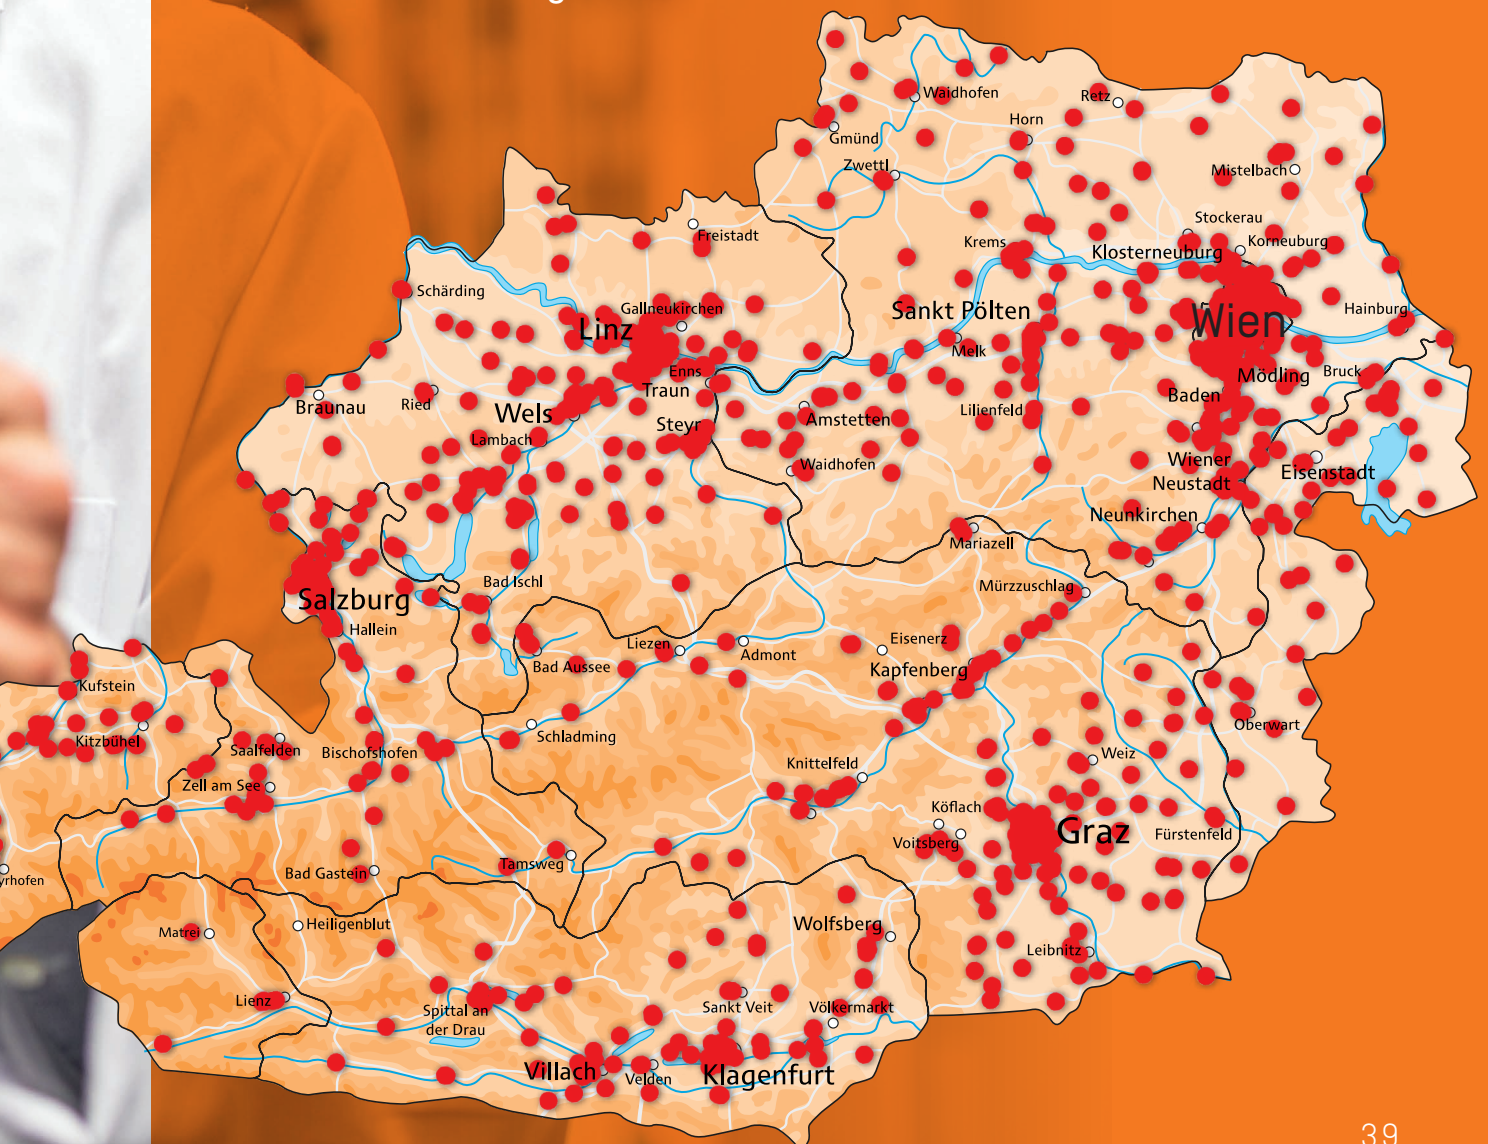 Waidhofen
Retz
Horn
Gmünd
Zwettl
Mistelbach
Stockerau
Freistadt
Krems
Klosterneuburg
Korneuburg
Schärding
Gallneukirchen
Sankt Pölten
Wien
Hainburg
Linz
Melk
Enns
Traun
Mödling
Bruck
Braunau
Ried
Wels
Baden
Steyr
Amstetten
Lilienfeld
Lambach
Waidhofen
Wiener
Neustadt
Eisenstadt
Neunkirchen
Mariazell
Bad Ischl
Mürzzuschlag
Salzburg
Hallein
Liezen
Admont
Eisenerz
Bad Aussee
Kapfenberg
Kufstein
Oberwart
Kitzbühel
Saalfelden
Bischofshofen
Schladming
Weiz
Zell am See
Knittelfeld
Köflach
Graz
Fürstenfeld
Voitsberg
Tamsweg
Bad Gastein
yrhofen
Matrei
Heiligenblut
Wolfsberg
Leibnitz
Lienz
Spittal an
der Drau
Sankt Veit
Völkermarkt
Villach
Velden
Klagenfurt
39